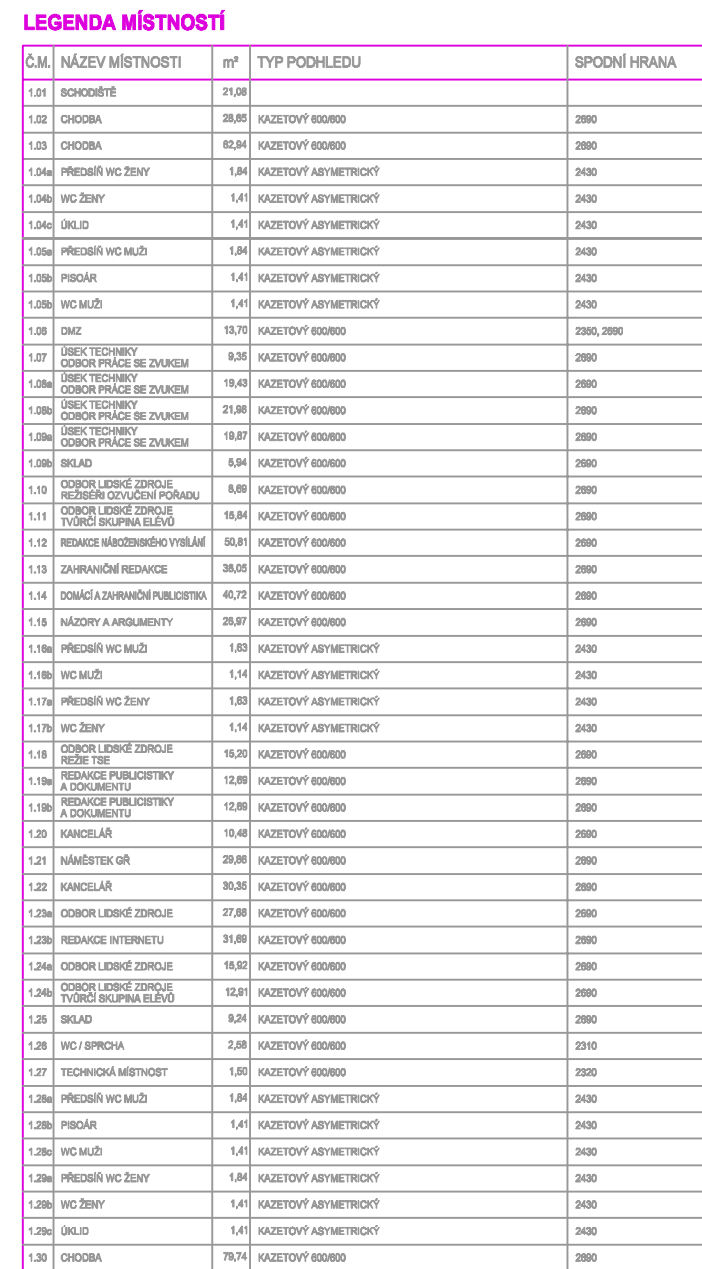 LEGENDA MÍSTNOSTÍ
Č.M. NÁZEV MÍSTNOSTI m² TYP PODHLEDU SPODNÍ HRANA
1.01 SCHODIŠTĚ 21,08
1.02 CHODBA 28,65 KAZETOVÝ 600/600 2690
1.03 CHODBA 62,94 KAZETOVÝ 600/600 2690
1.04a PŘEDSÍŇ WC ŽENY 1,84 KAZETOVÝ ASYMETRICKÝ 2430
1.04b WC ŽENY 1,41 KAZETOVÝ ASYMETRICKÝ 2430
1.04c ÚKLID 1,41 KAZETOVÝ ASYMETRICKÝ 2430
1.05a PŘEDSÍŇ WC MUŽI 1,84 KAZETOVÝ ASYMETRICKÝ 2430
1.05b PISOÁR 1,41 KAZETOVÝ ASYMETRICKÝ 2430
1.05b WC MUŽI 1,41 KAZETOVÝ ASYMETRICKÝ 2430
1.06 DMZ 13,70 KAZETOVÝ 600/600 2350, 2690
1.07 ÚSEK TECHNIKY
ODBOR PRÁCE SE ZVUKEM 9,35 KAZETOVÝ 600/600 2690
1.08a ÚSEK TECHNIKY
ODBOR PRÁCE SE ZVUKEM 19,43 KAZETOVÝ 600/600 2690
1.08b ÚSEK TECHNIKY
ODBOR PRÁCE SE ZVUKEM 21,98 KAZETOVÝ 600/600 2690
1.09a ÚSEK TECHNIKY
ODBOR PRÁCE SE ZVUKEM 19,87 KAZETOVÝ 600/600 2690
1.09b SKLAD 5,94 KAZETOVÝ 600/600 2690
1.10 ODBOR LIDSKÉ ZDROJE
REŽISÉŘI OZVUČENÍ POŘADU 8,69 KAZETOVÝ 600/600 2690
1.11 ODBOR LIDSKÉ ZDROJE
TVŮRČÍ SKUPINA ELÉVŮ 15,84 KAZETOVÝ 600/600 2690
1.12 REDAKCE NÁBOŽENSKÉHO VYSÍLÁNÍ 50,81 KAZETOVÝ 600/600 2690
1.13 ZAHRANIČNÍ REDAKCE 38,05 KAZETOVÝ 600/600 2690
1.14 DOMÁCÍ A ZAHRANIČNÍ PUBLICISTIKA 40,72 KAZETOVÝ 600/600 2690
1.15 NÁZORY A ARGUMENTY 26,97 KAZETOVÝ 600/600 2690
1.16a PŘEDSÍŇ WC MUŽI 1,63 KAZETOVÝ ASYMETRICKÝ 2430
1.16b WC MUŽI 1,14 KAZETOVÝ ASYMETRICKÝ 2430
1.17a PŘEDSÍŇ WC ŽENY 1,63 KAZETOVÝ ASYMETRICKÝ 2430
1.17b WC ŽENY 1,14 KAZETOVÝ ASYMETRICKÝ 2430
1.18 ODBOR LIDSKÉ ZDROJE
REŽIE TSE 15,20 KAZETOVÝ 600/600 2690
1.19a REDAKCE PUBLICISTIKY
A DOKUMENTU 12,69 KAZETOVÝ 600/600 2690
1.19b REDAKCE PUBLICISTIKY
A DOKUMENTU 12,69 KAZETOVÝ 600/600 2690
1.20 KANCELÁŘ 10,48 KAZETOVÝ 600/600 2690
1.21 NÁMĚSTEK GŘ 29,86 KAZETOVÝ 600/600 2690
1.22 KANCELÁŘ 30,35 KAZETOVÝ 600/600 2690
1.23a ODBOR LIDSKÉ ZDROJE 27,68 KAZETOVÝ 600/600 2690
1.23b REDAKCE INTERNETU 31,69 KAZETOVÝ 600/600 2690
1.24a ODBOR LIDSKÉ ZDROJE 15,92 KAZETOVÝ 600/600 2690
1.24b ODBOR LIDSKÉ ZDROJE
TVŮRČÍ SKUPINA ELÉVŮ 12,91 KAZETOVÝ 600/600 2690
1.25 SKLAD 9,24 KAZETOVÝ 600/600 2690
1.26 WC / SPRCHA 2,58 KAZETOVÝ 600/600 2310
1.27 TECHNICKÁ MÍSTNOST 1,50 KAZETOVÝ 600/600 2320
1.28a PŘEDSÍŇ WC MUŽI 1,84 KAZETOVÝ ASYMETRICKÝ 2430
1.28b PISOÁR 1,41 KAZETOVÝ ASYMETRICKÝ 2430
1.28c WC MUŽI 1,41 KAZETOVÝ ASYMETRICKÝ 2430
1.29a PŘEDSÍŇ WC ŽENY 1,84 KAZETOVÝ ASYMETRICKÝ 2430
1.29b WC ŽENY 1,41 KAZETOVÝ ASYMETRICKÝ 2430
1.29c ÚKLID 1,41 KAZETOVÝ ASYMETRICKÝ 2430
1.30 CHODBA 79,74 KAZETOVÝ 600/600 2690